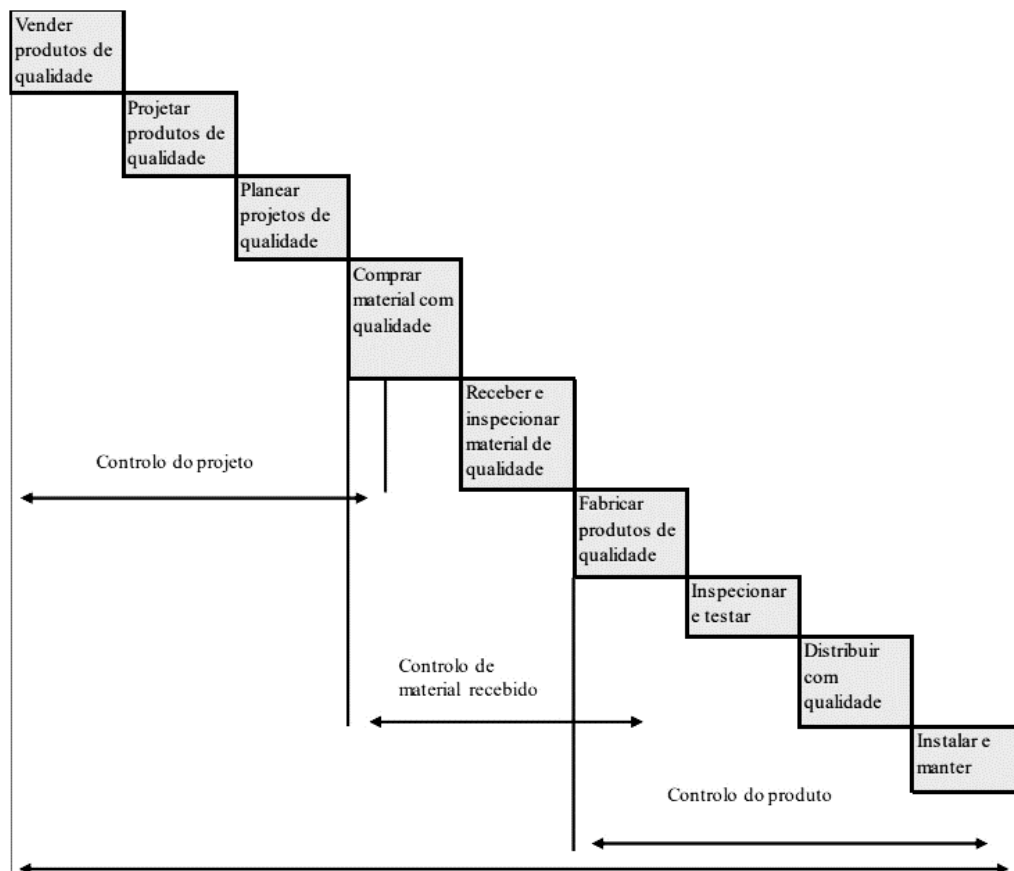 Vender
produtos de
qualidade
Projetar
produtos de
qualidade
Planear
projetos de
qualidade
Comprar
material com
qualidade
Receber e
inspecionar
material de
qualidade
Controlo do projeto
Fabricar
produtos de
qualidade
Inspecionar
e testar
Distribuir
com
qualidade
Controlo de
material recebido
Instalar e
manter
Controlo do produto